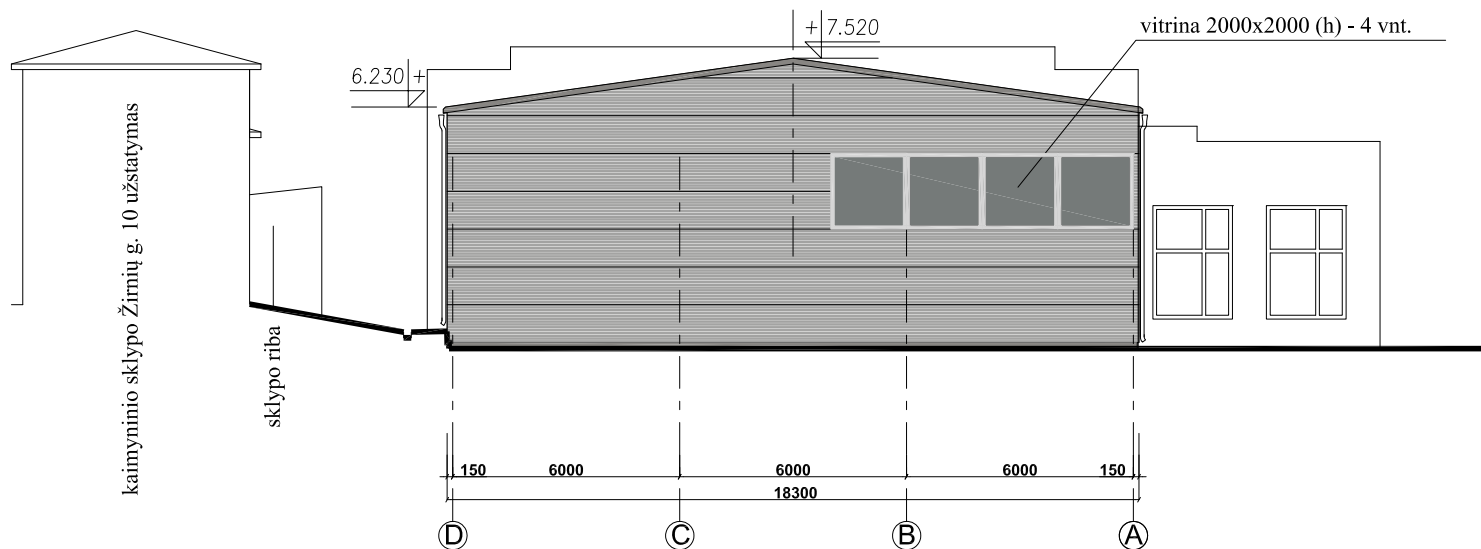 + 7.520
vitrina 2000x2000 (h) - 4 vnt.
6.230 +
kaimyninio sklypo Žirnių g. 10 užstatymas
sklypo riba
150 6000 6000 6000 150
18300
D C B A